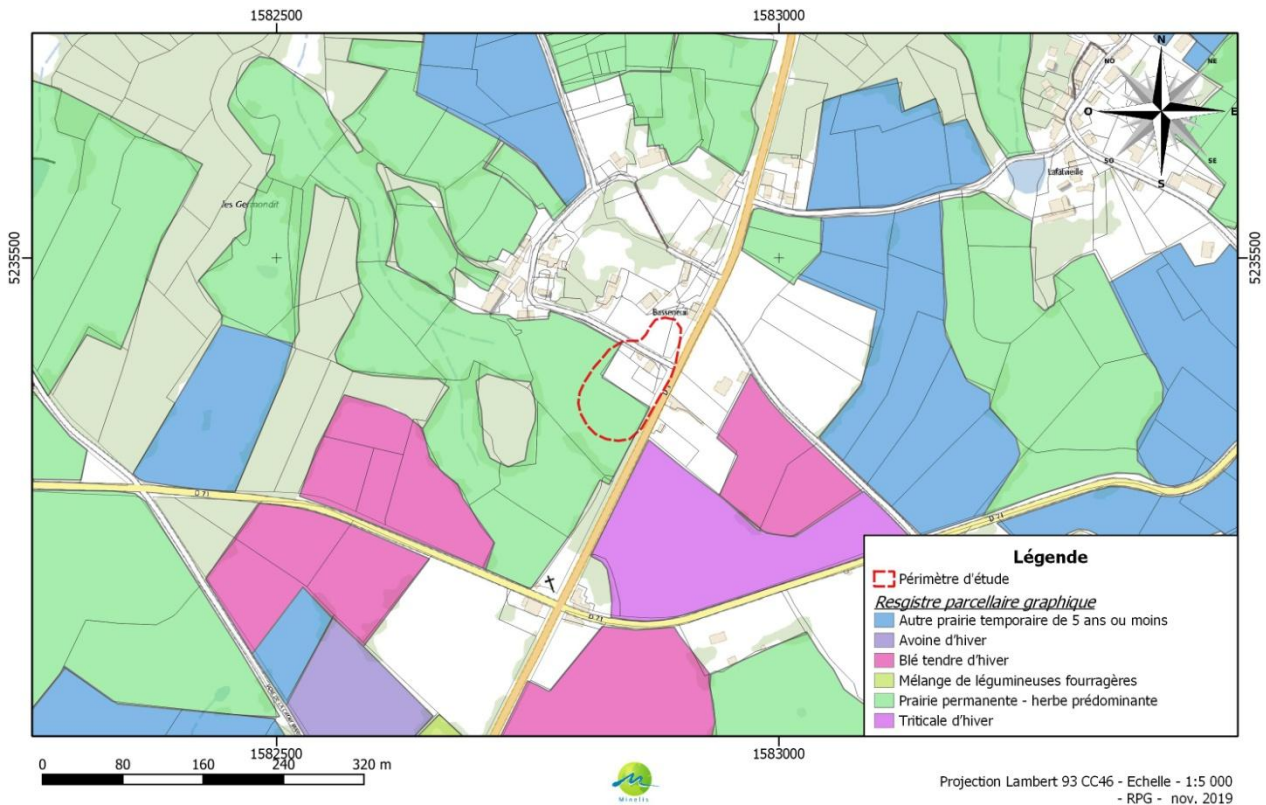 1582500
1583000
N
NO
NE
O
E
SO
SE
S
Lafatvieille
les Germondit
5235500
5235500
D 71
D 71
D 71
Légende
Périmètre d'étude
Resgistre parcellaire graphique
Autre prairie temporaire de 5 ans ou moins
Avoine d'hiver
Blé tendre d'hiver
Mélange de légumineuses fourragères
Prairie permanente - herbe prédominante
Triticale d'hiver
1582500
1583000
0 80 160 240 320 m
Minelis
Projection Lambert 93 CC46 - Echelle - 1:5 000
- RPG - nov. 2019